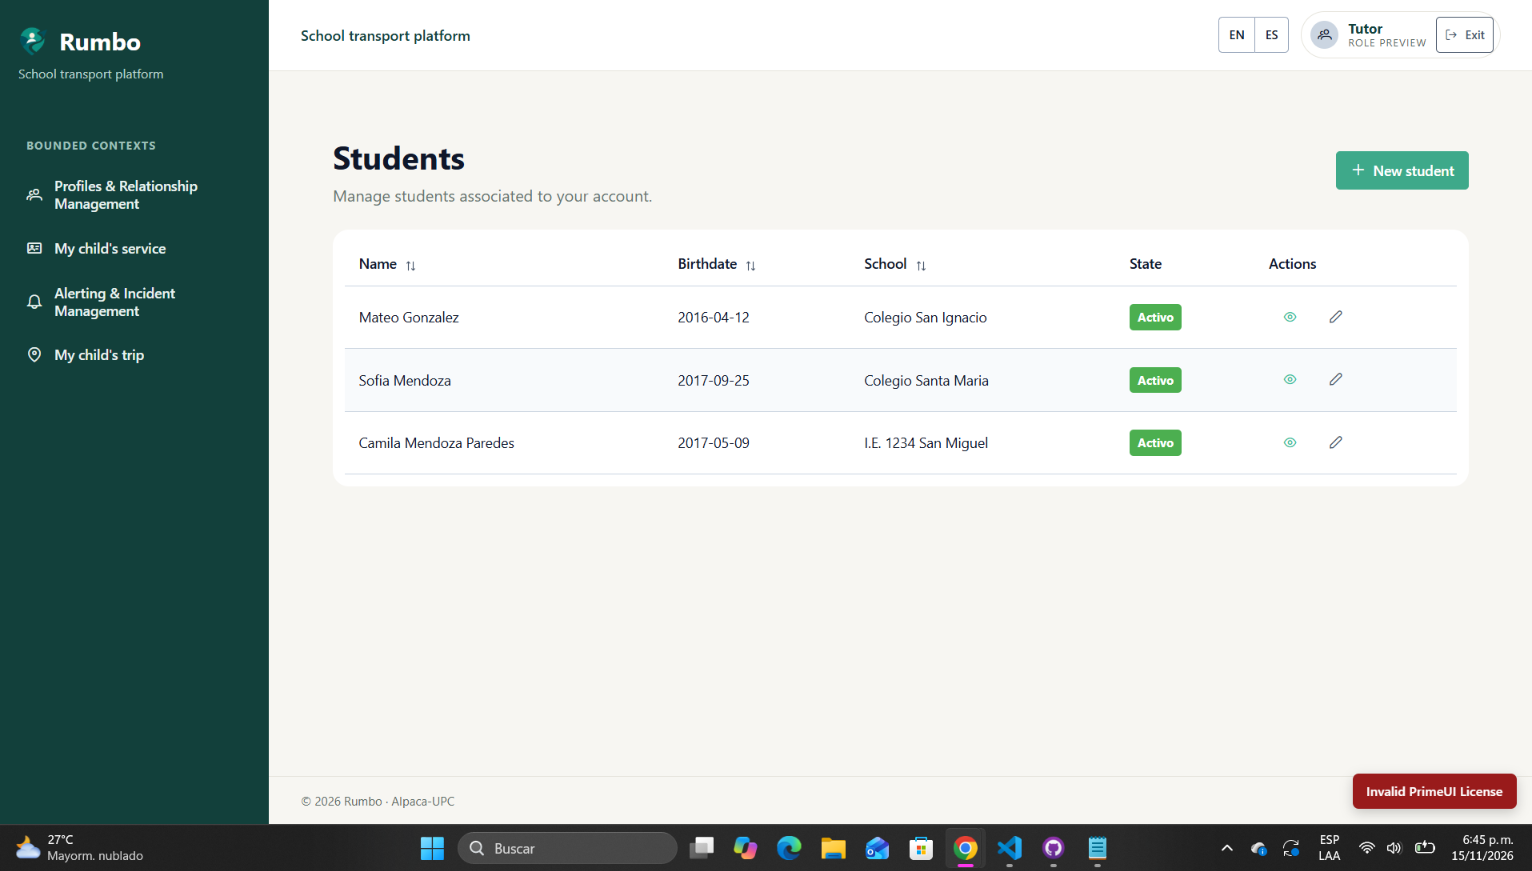 Rumbo
School transport platform
BOUNDED CONTEXTS
Profiles & Relationship
Management
My child's service
Alerting & Incident
Management
My child's trip
School transport platform
EN
ES
Tutor
ROLE PREVIEW
Exit
Students
Manage students associated to your account.
New student
Name Birthdate School State Actions
Mateo Gonzalez 2016-04-12 Colegio San Ignacio Activo
Sofia Mendoza 2017-09-25 Colegio Santa Maria Activo
Camila Mendoza Paredes 2017-05-09 I.E. 1234 San Miguel Activo
© 2026 Rumbo · Alpaca-UPC
Invalid PrimeUI License
27°C
Mayorm. nublado
Buscar
ESP
LAA
6:45 p.m.
15/11/2026